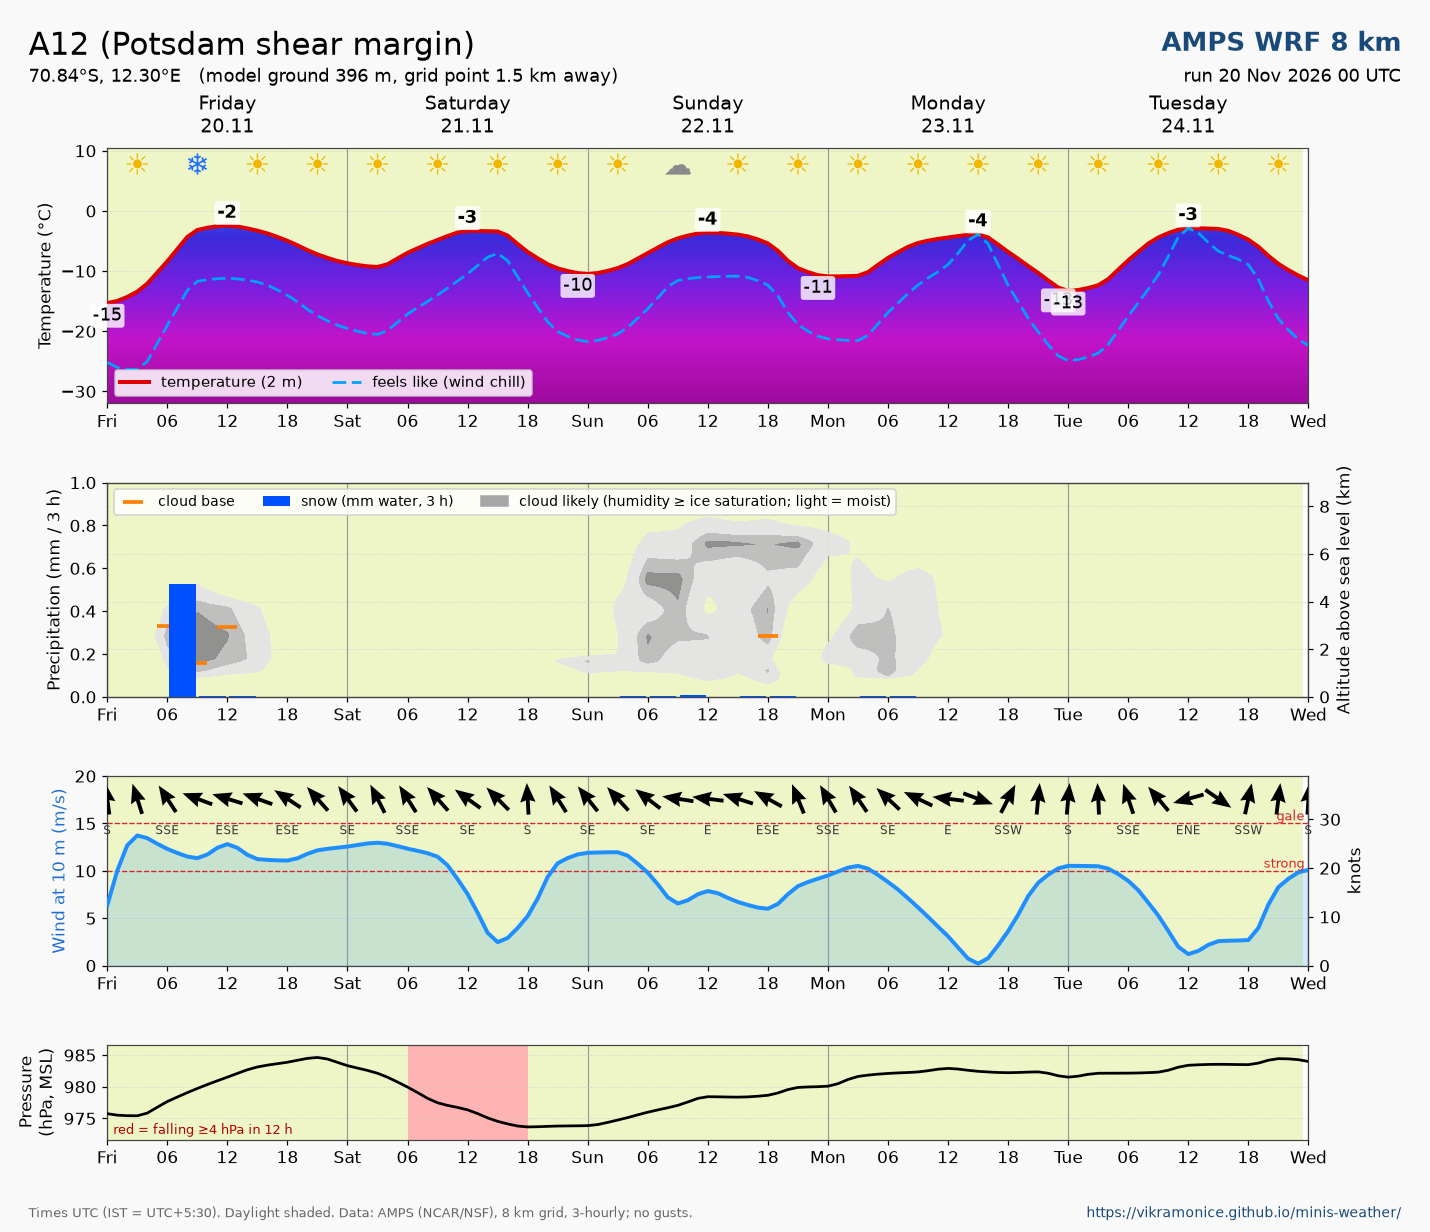 A12 (Potsdam shear margin)
AMPS WRF 8 km
70.84°S, 12.30°E (model ground 396 m, grid point 1.5 km away)
run 20 Nov 2026 00 UTC
Friday Saturday Sunday Monday Tuesday
20.11 21.11 22.11 23.11 24.11
Temperature (°C)
10
0
−10
−20
−30
-2 -3 -4 -4 -3
-15 -10 -11 -13
temperature (2 m) feels like (wind chill)
Fri 06 12 18 Sat 06 12 18 Sun 06 12 18 Mon 06 12 18 Tue 06 12 18 Wed
Precipitation (mm / 3 h)
1.0
0.8
0.6
0.4
0.2
0.0
cloud base snow (mm water, 3 h) cloud likely (humidity ≥ ice saturation; light = moist)
8
6
4
2
0
Altitude above sea level (km)
Fri 06 12 18 Sat 06 12 18 Sun 06 12 18 Mon 06 12 18 Tue 06 12 18 Wed
Wind at 10 m (m/s)
20
15
10
5
0
S SSE ESE ESE SE SSE SE S SE SE E ESE SSE SE E SSW S SSE ENE SSW S
gale
strong
30
20
10
0
knots
Fri 06 12 18 Sat 06 12 18 Sun 06 12 18 Mon 06 12 18 Tue 06 12 18 Wed
Pressure
(hPa, MSL)
985
980
975
red = falling ≥4 hPa in 12 h
Fri 06 12 18 Sat 06 12 18 Sun 06 12 18 Mon 06 12 18 Tue 06 12 18 Wed
Times UTC (IST = UTC+5:30). Daylight shaded. Data: AMPS (NCAR/NSF), 8 km grid, 3-hourly; no gusts.
https://vikramonice.github.io/minis-weather/